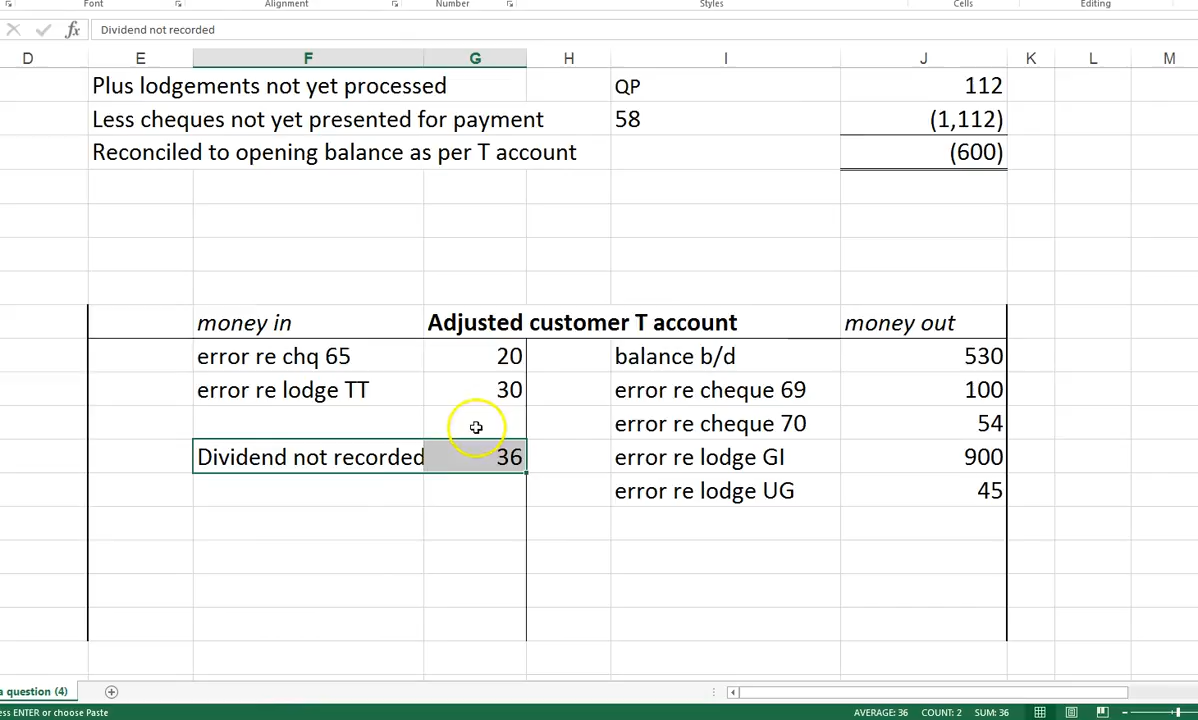 Font Alignment Number Styles Cells Editing
fx Dividend not recorded
D E F G H I J K L M
Plus lodgements not yet processed QP 112
Less cheques not yet presented for payment 58 (1,112)
Reconciled to opening balance as per T account (600)
money in Adjusted customer T account money out
error re chq 65 20 balance b/d 530
error re lodge TT 30 error re cheque 69 100
error re cheque 70 54
Dividend not recorded 36 error re lodge GI 900
error re lodge UG 45
a question (4)
ess ENTER or choose Paste AVERAGE: 36 COUNT: 2 SUM: 36